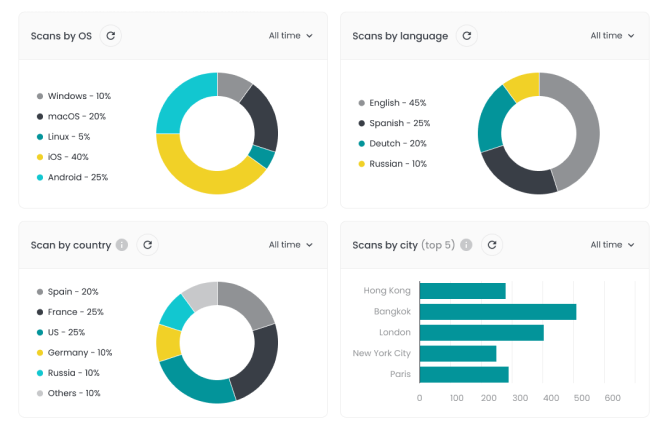 Scans by OS
All time
Windows - 10%
macOS - 20%
Linux - 5%
iOS - 40%
Android - 25%
Scans by language
All time
English - 45%
Spanish - 25%
Deutch - 20%
Russian - 10%
Scan by country i
All time
Spain - 20%
France - 25%
US - 25%
Germany - 10%
Russia - 10%
Others - 10%
Scans by city (top 5) i
All time
Hong Kong
Bangkok
London
New York City
Paris
0 100 200 300 400 500 600